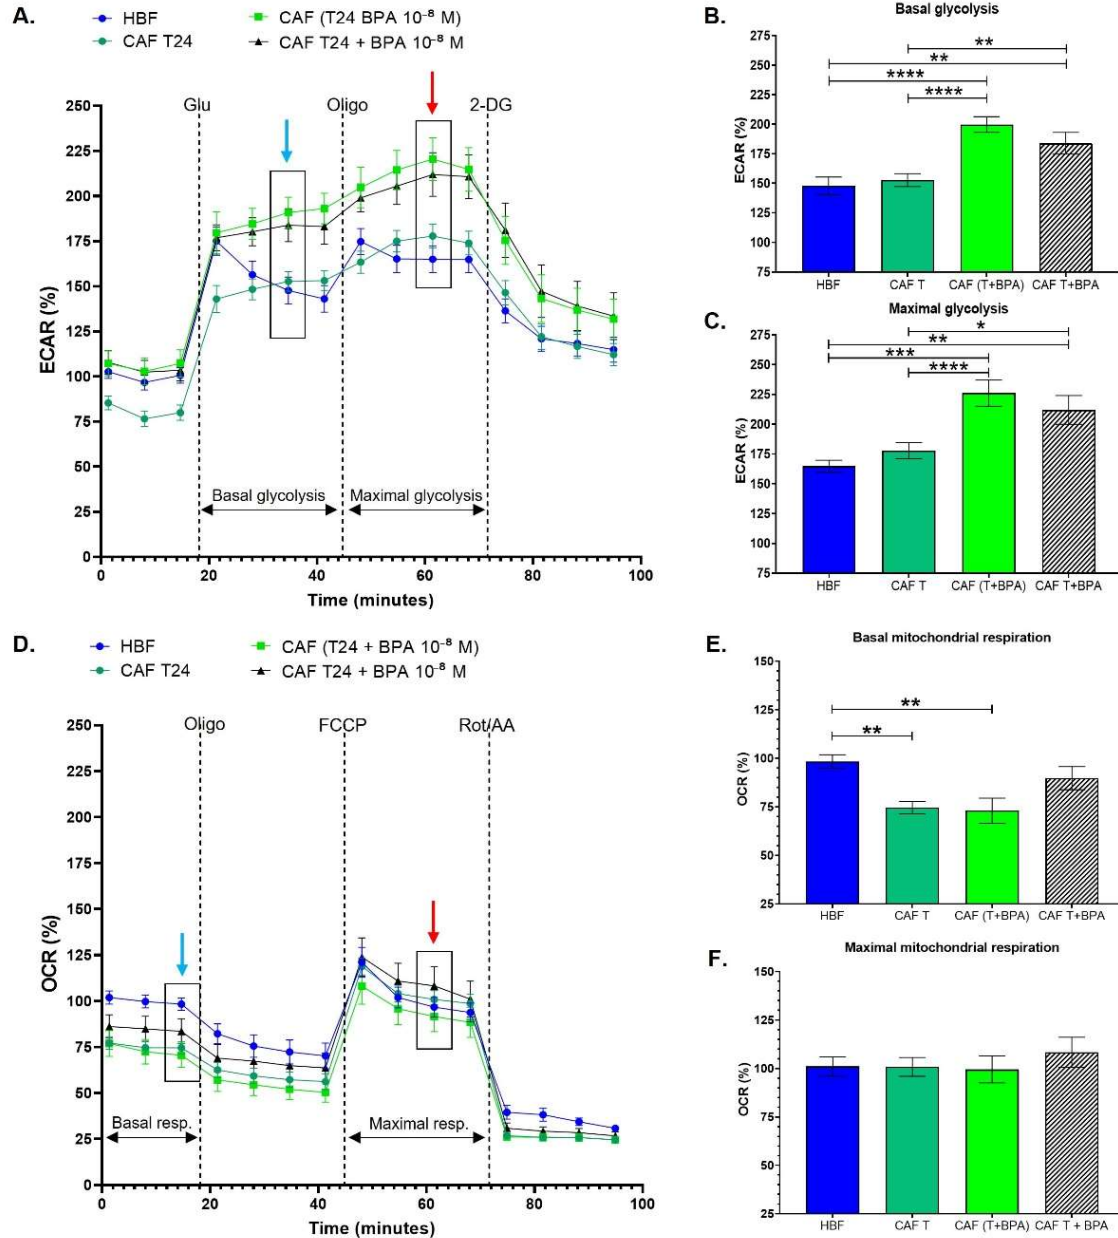 A.
HBF
CAF (T24 BPA 10⁻⁸ M)
CAF T24
CAF T24 + BPA 10⁻⁸ M
Glu
Oligo
2-DG
250
225
200
175
150
125
100
75
50
25
0
ECAR (%)
Basal glycolysis
Maximal glycolysis
0 20 40 60 80 100
Time (minutes)
B.
Basal glycolysis
**
**
****
****
275
250
225
200
175
150
125
100
75
ECAR (%)
HBF CAF T CAF (T+BPA) CAF T+BPA
C.
Maximal glycolysis
*
**
***
****
275
250
225
200
175
150
125
100
75
ECAR (%)
HBF CAF T CAF (T+BPA) CAF T+BPA
D.
HBF
CAF (T24 + BPA 10⁻⁸ M)
CAF T24
CAF T24 + BPA 10⁻⁸ M
Oligo
FCCP
Rot/AA
250
225
200
175
150
125
100
75
50
25
0
OCR (%)
Basal resp.
Maximal resp.
0 20 40 60 80 100
Time (minutes)
E.
Basal mitochondrial respiration
**
**
150
125
100
75
50
25
OCR (%)
HBF CAF T CAF (T+BPA) CAF T+BPA
F.
Maximal mitochondrial respiration
150
125
100
75
50
25
OCR (%)
HBF CAF T CAF (T+BPA) CAF T + BPA